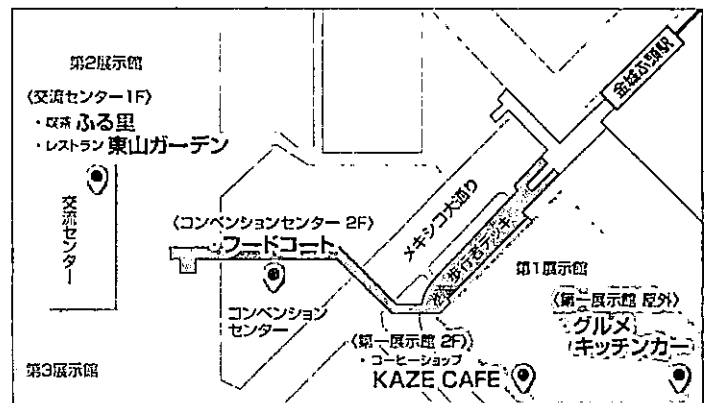 第2展示館
〈交流センター1F〉
・喫茶 ふる里
・レストラン 東山ガーデン
交流センター
〈コンベンションセンター 2F〉
・フードコート
コンベンション
センター
第3展示館
金城ふ頭駅
メキシコ大通り
歩行者デッキ
第1展示館
〈第一展示館 屋外〉
グルメ
キッチンカー
〈第一展示館 2F〉
・コーヒーショップ
KAZE CAFE